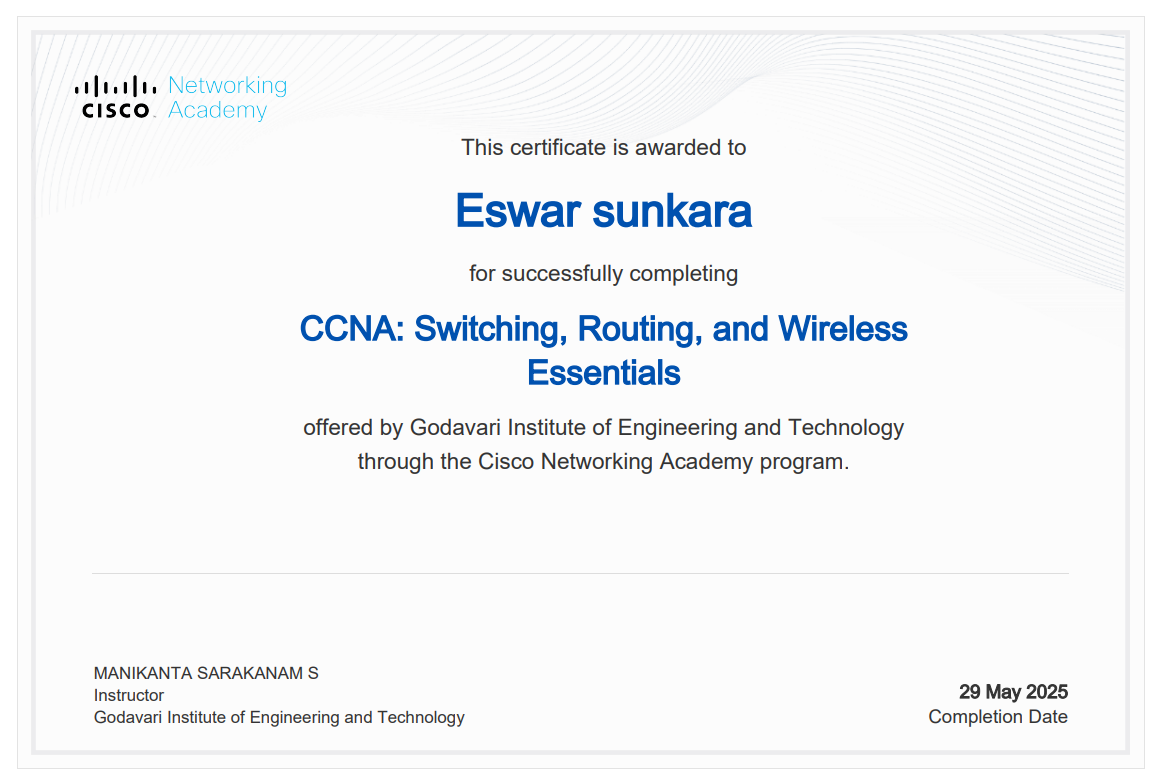 CISCO
Networking
Academy
This certificate is awarded to
Eswar sunkara
for successfully completing
CCNA: Switching, Routing, and Wireless
Essentials
offered by Godavari Institute of Engineering and Technology
through the Cisco Networking Academy program.
MANIKANTA SARAKANAM S
Instructor
Godavari Institute of Engineering and Technology
29 May 2025
Completion Date